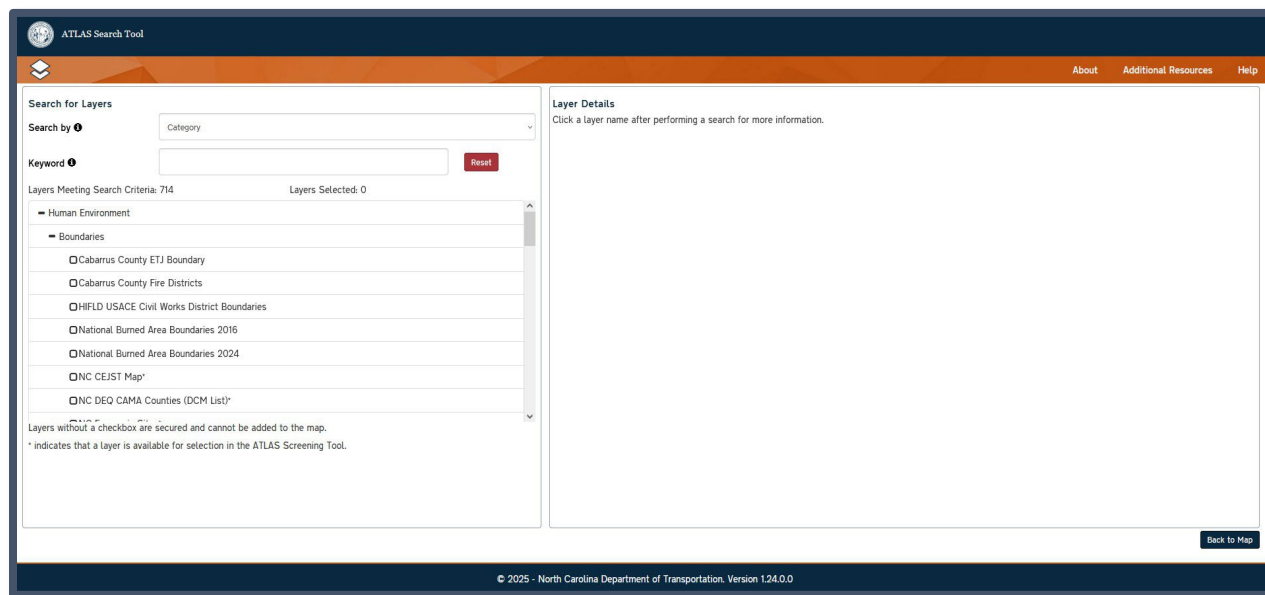 ATLAS Search Tool
About Additional Resources Help
Search for Layers
Search by
Category
Keyword
Reset
Layers Meeting Search Criteria: 714 Layers Selected: 0
Human Environment
Boundaries
Cabarrus County ETJ Boundary
Cabarrus County Fire Districts
HIFLD USACE Civil Works District Boundaries
National Burned Area Boundaries 2016
National Burned Area Boundaries 2024
NC CEJST Map*
NC DEQ CAMA Counties (DCM List)*
Layers without a checkbox are secured and cannot be added to the map.
* indicates that a layer is available for selection in the ATLAS Screening Tool.
Layer Details
Click a layer name after performing a search for more information.
Back to Map
© 2025 - North Carolina Department of Transportation. Version 1.24.0.0